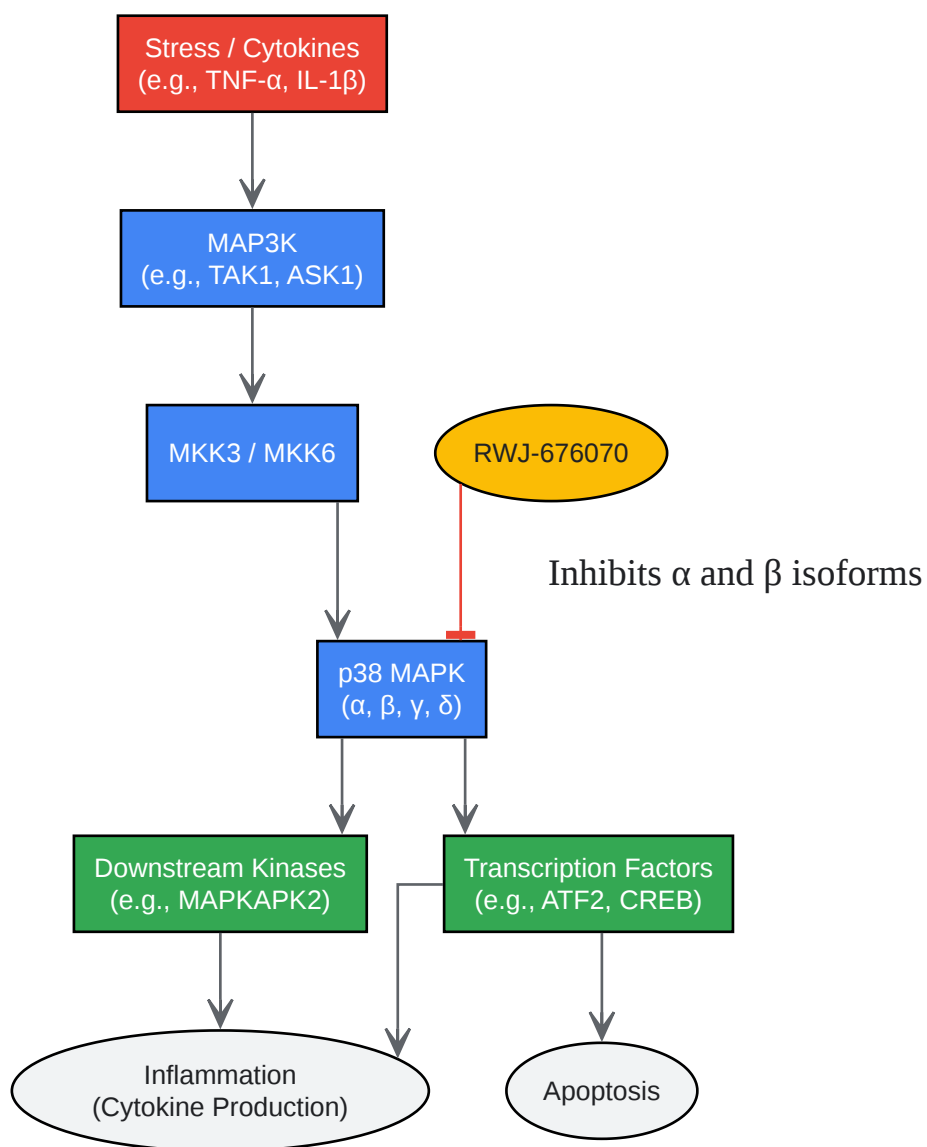 Stress / Cytokines
(e.g., TNF-α, IL-1β)
MAP3K
(e.g., TAK1, ASK1)
MKK3 / MKK6
RWJ-676070
Inhibits α and β isoforms
p38 MAPK
(α, β, γ, δ)
Downstream Kinases
(e.g., MAPKAPK2)
Transcription Factors
(e.g., ATF2, CREB)
Inflammation
(Cytokine Production)
Apoptosis